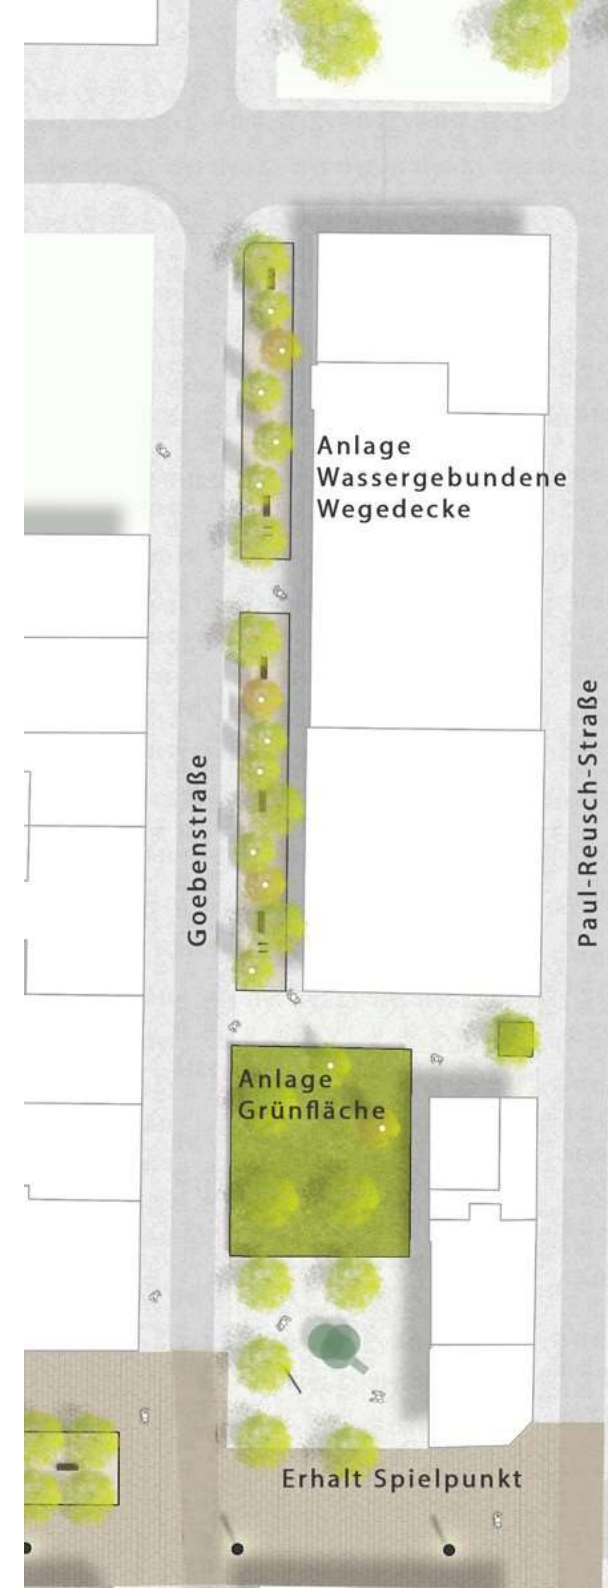 Anlage
Wassergebundene
Wegedecke
Goebenstraße
Paul-Reusch-Straße
Anlage
Grünfläche
Erhalt Spielpunkt